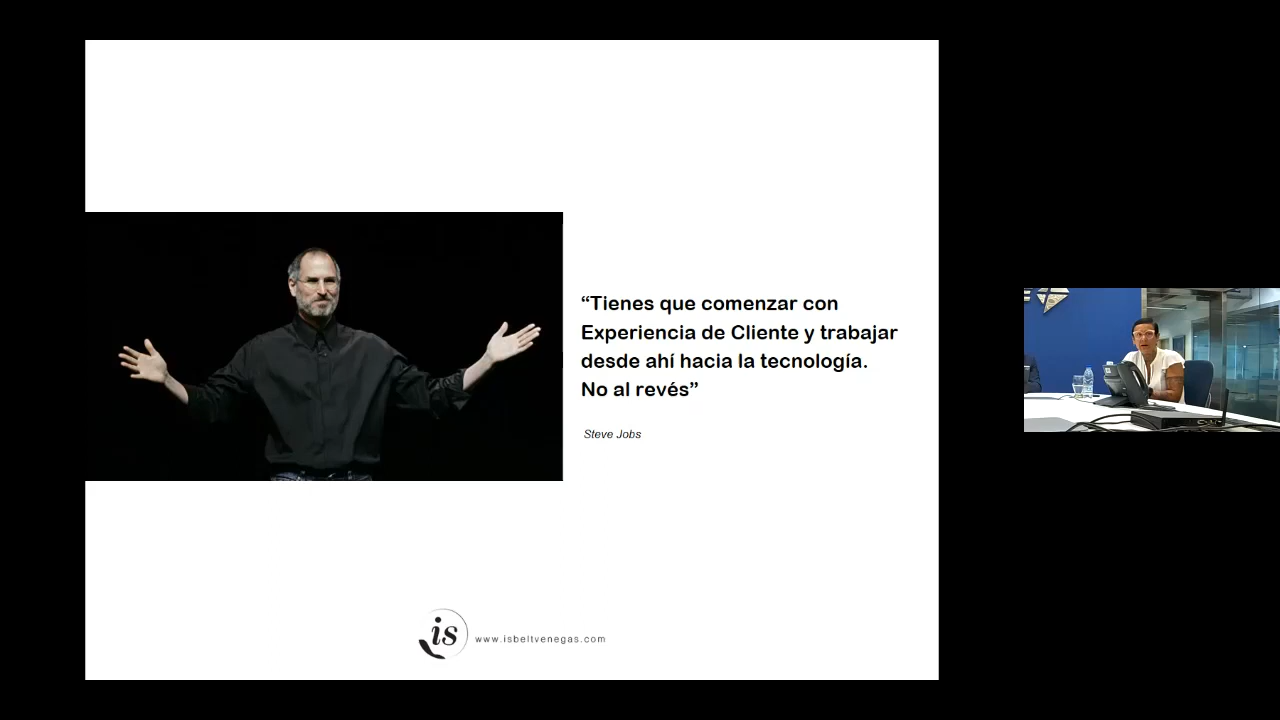 “Tienes que comenzar con
Experiencia de Cliente y trabajar
desde ahí hacia la tecnología.
No al revés”
Steve Jobs
is
www.isbeltvenegas.com